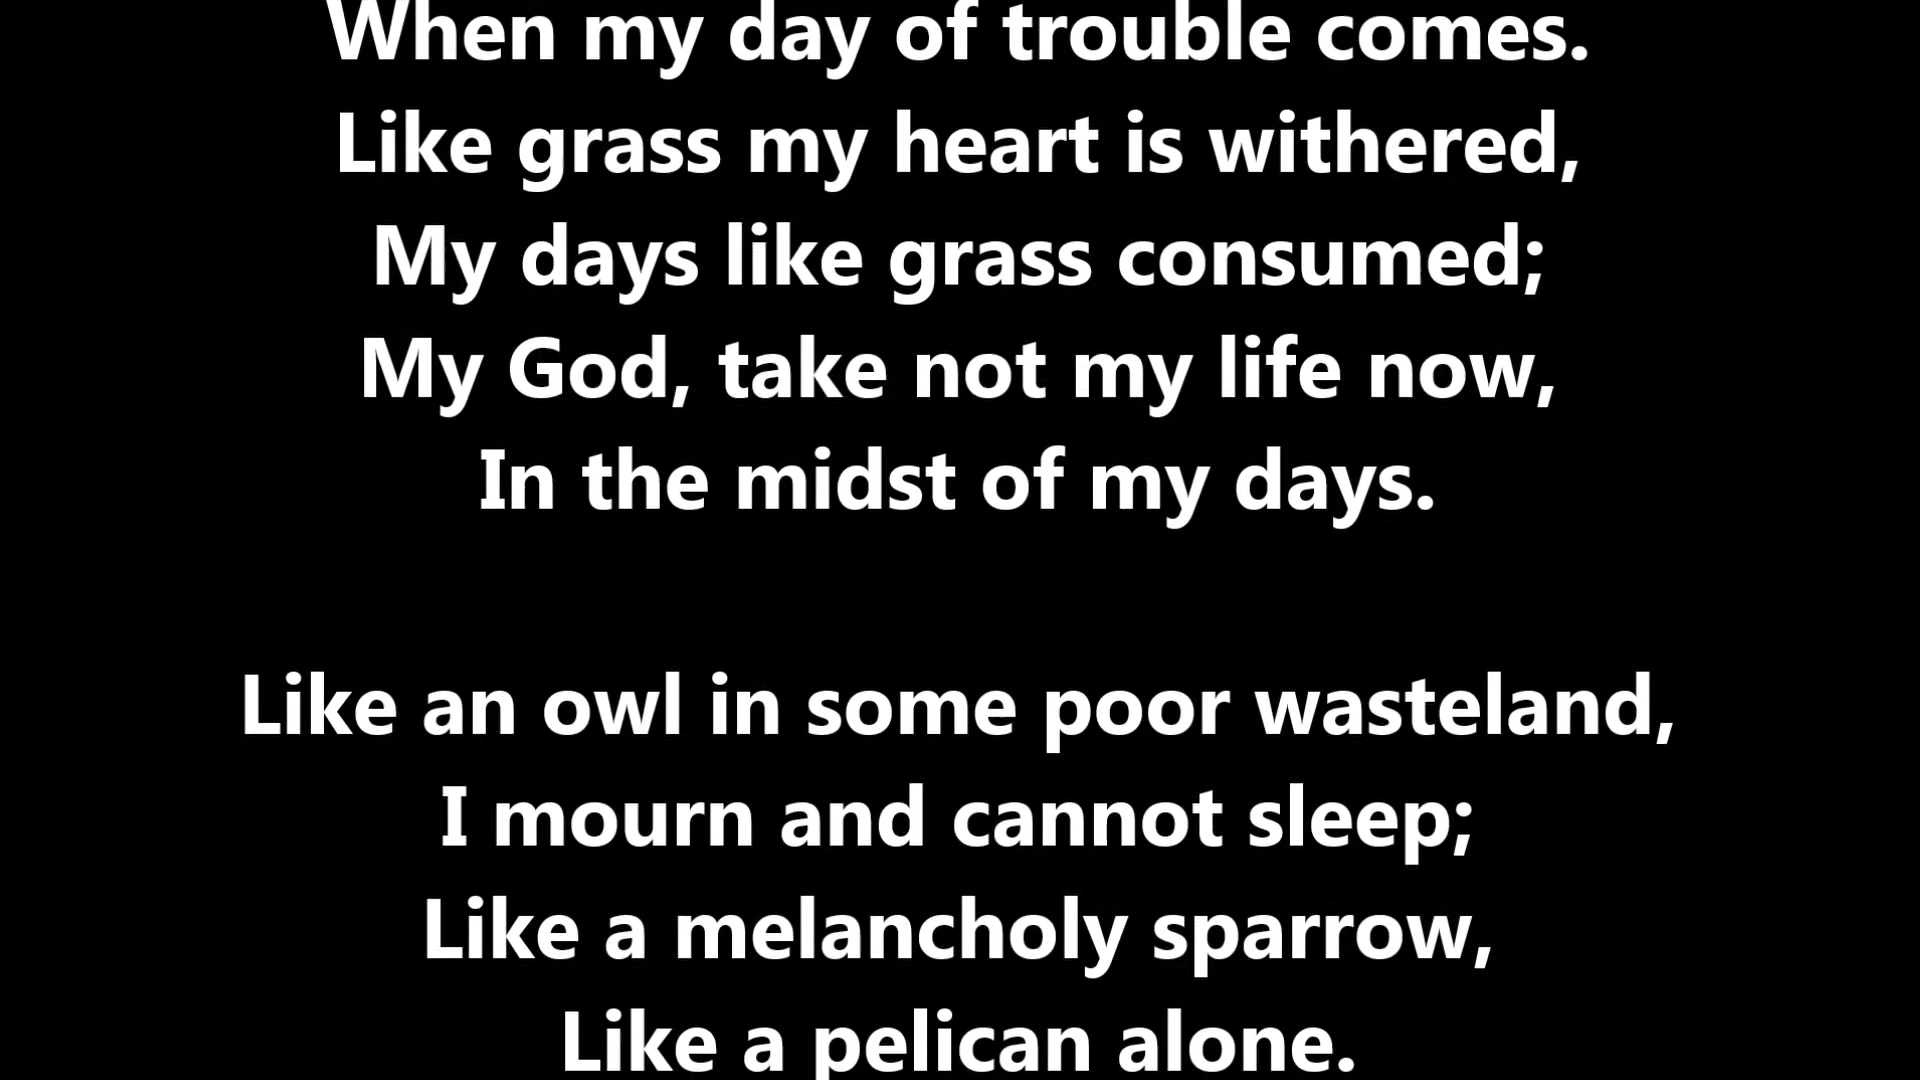 When my day of trouble comes.
Like grass my heart is withered,
My days like grass consumed;
My God, take not my life now,
In the midst of my days.
Like an owl in some poor wasteland,
I mourn and cannot sleep;
Like a melancholy sparrow,
Like a pelican alone.